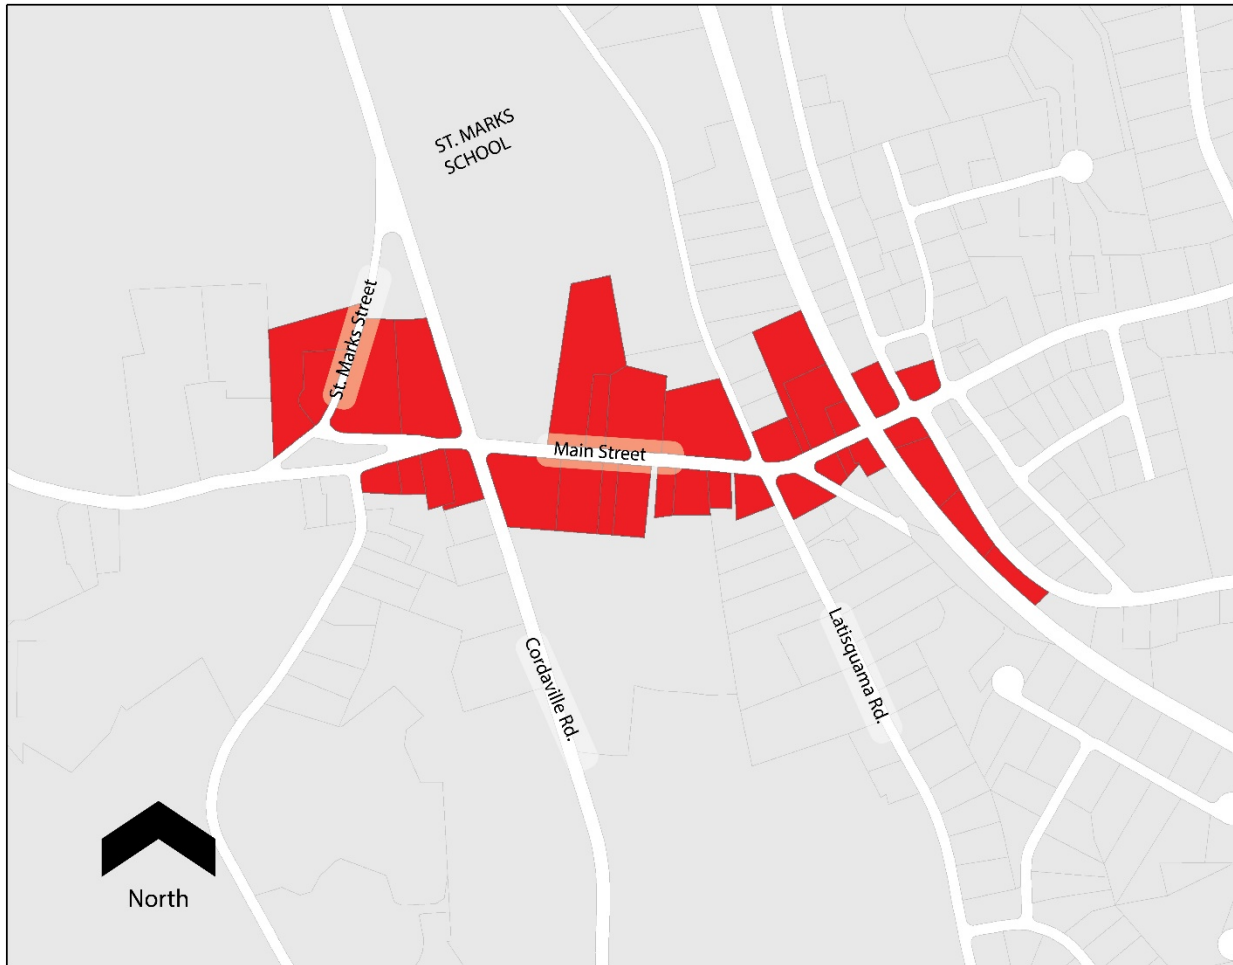 ST. MARKS
SCHOOL
St. Marks Street
Main Street
Cordaville Rd.
Latisquama Rd.
North